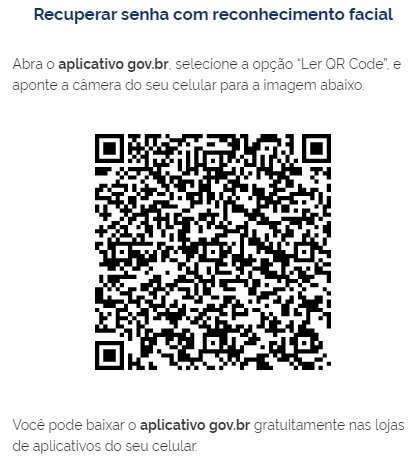 Recuperar senha com reconhecimento facial
Abra o aplicativo gov.br, selecione a opção “Ler QR Code”, e
aponte a câmera do seu celular para a imagem abaixo.
Você pode baixar o aplicativo gov.br gratuitamente nas lojas
de aplicativos do seu celular.